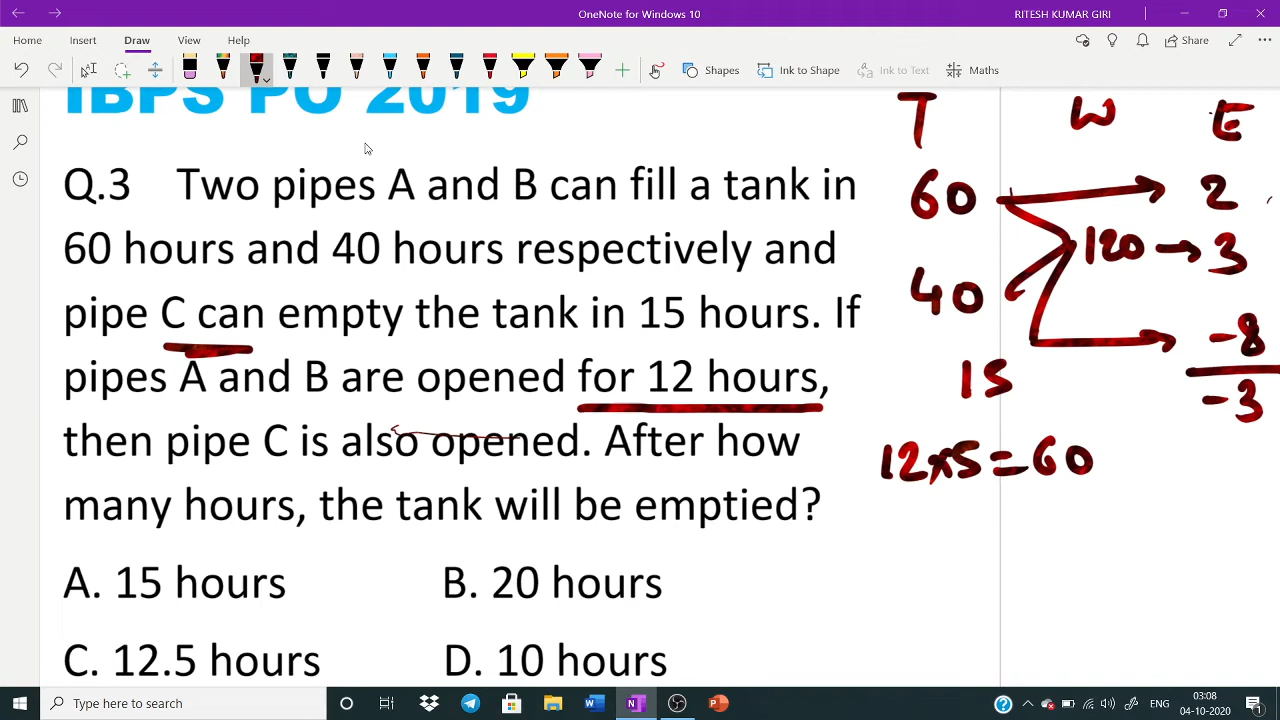 OneNote for Windows 10
RITESH KUMAR GIRI
Home Insert Draw View Help
Share
Shapes Ink to Shape Ink to Text Maths
IBPS PO 2019
Q.3 Two pipes A and B can fill a tank in
60 hours and 40 hours respectively and
pipe C can empty the tank in 15 hours. If
pipes A and B are opened for 12 hours,
then pipe C is also opened. After how
many hours, the tank will be emptied?
A. 15 hours B. 20 hours
C. 12.5 hours D. 10 hours
T W E
60 2
120 3
40
-8
15
-3
12x5=60
Type here to search
ENG
03:08
04-10-2020